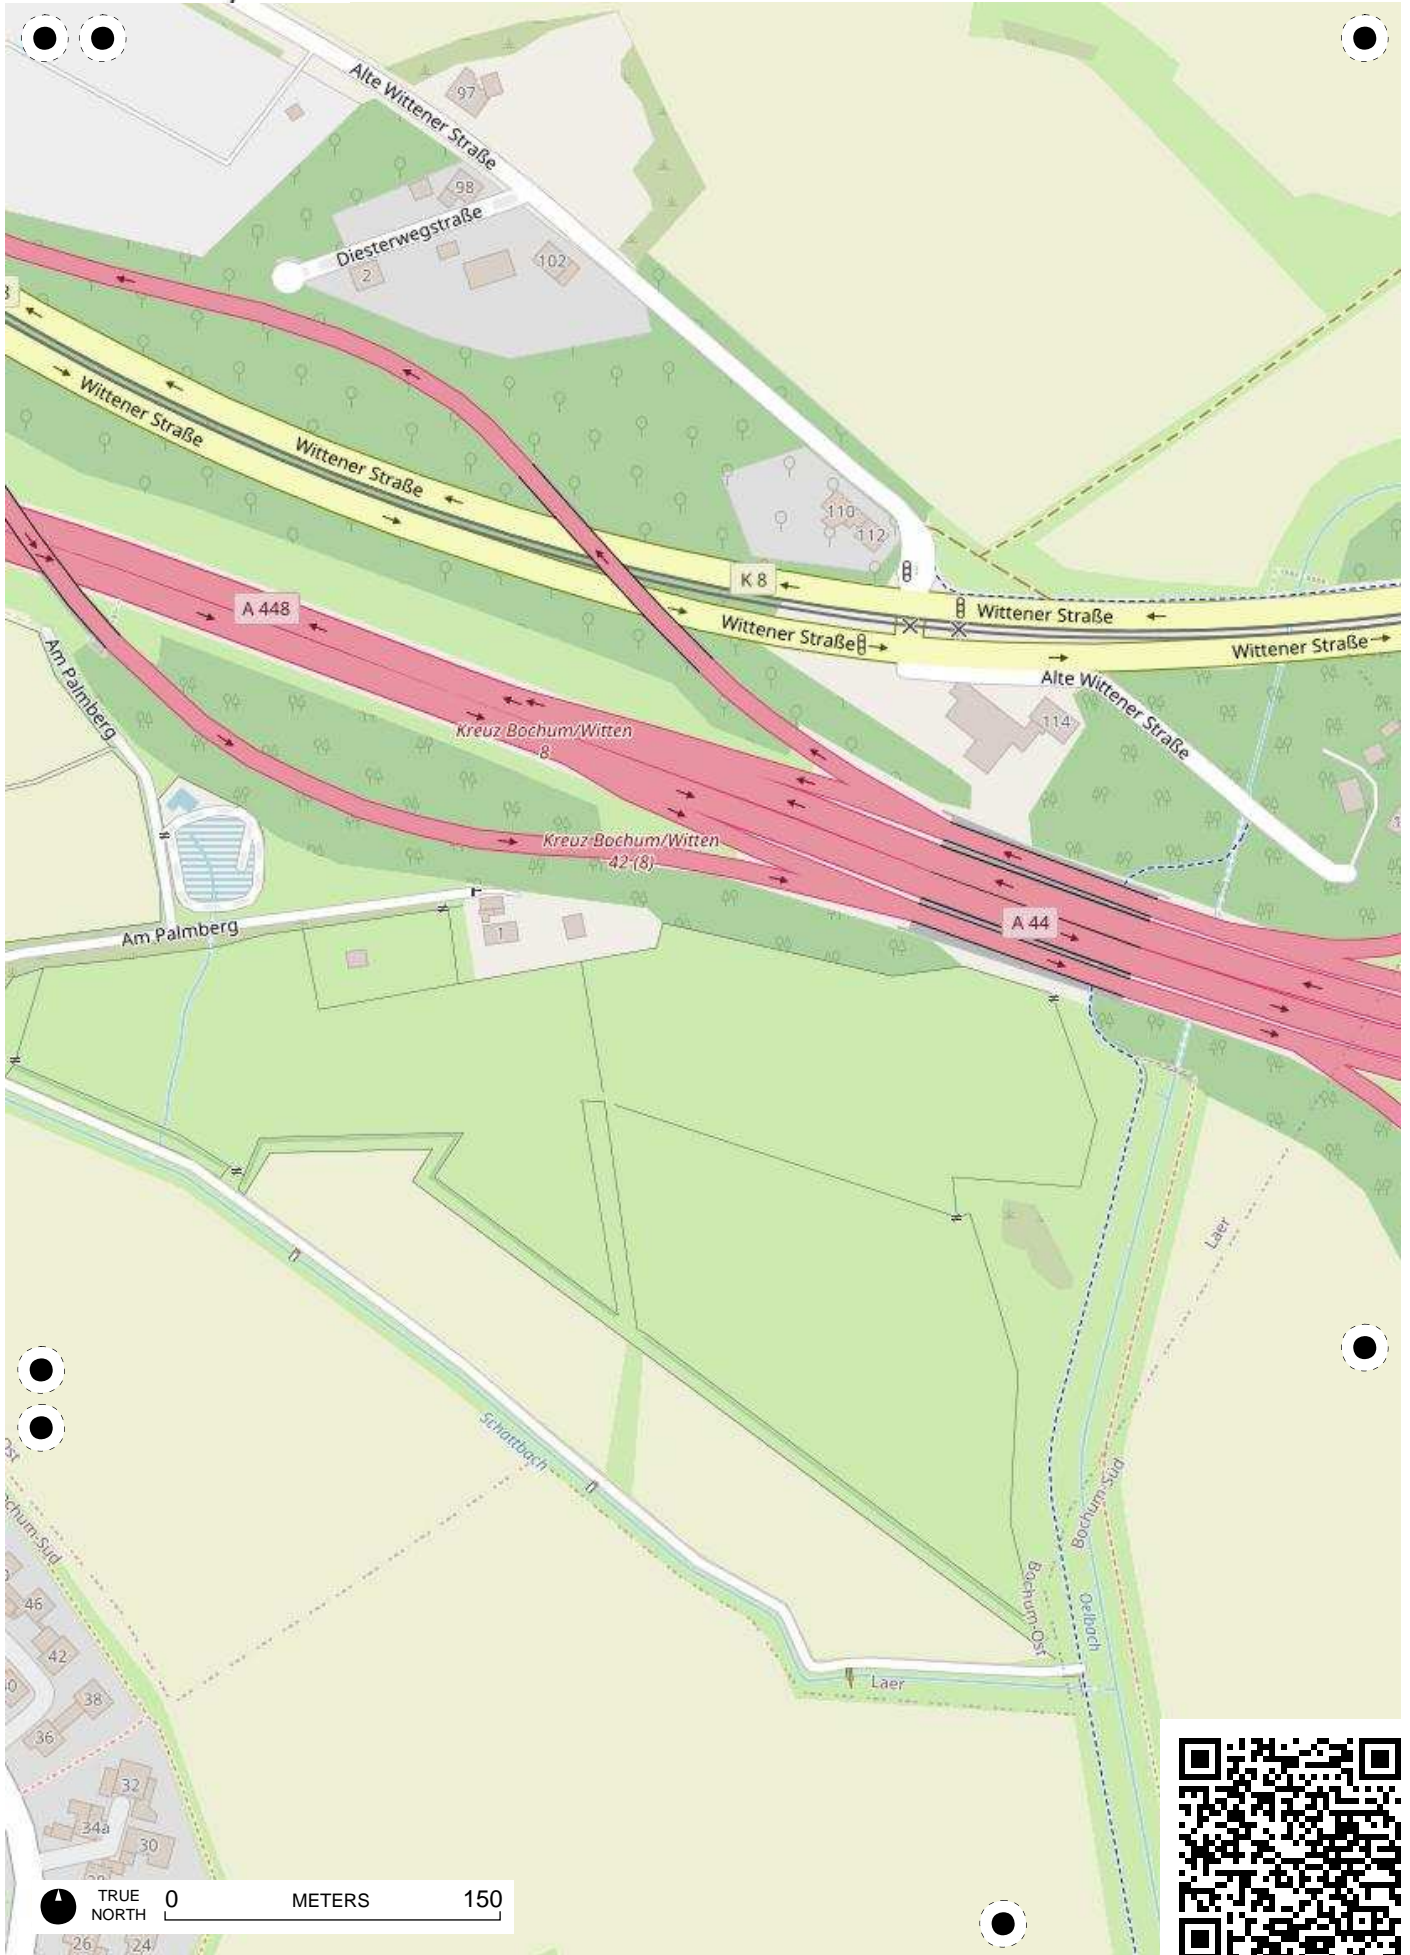 Alte Wittener Straße
97
98
Diesterwegstraße
2
102
Wittener Straße
Wittener Straße
110
112
K 8
A 448
Wittener Straße
Wittener Straße
Wittener Straße
Am Palmberg
Alte Wittener Straße
114
Kreuz Bochum/Witten
8
Kreuz Bochum/Witten
42 (8)
A 44
Am Palmberg
1
Laer
Schattbach
Bochum-Süd
Bochum-Ost
Oelbach
46
42
38
36
Laer
32
34a
30
26
24
TRUE
NORTH
0 METERS 150